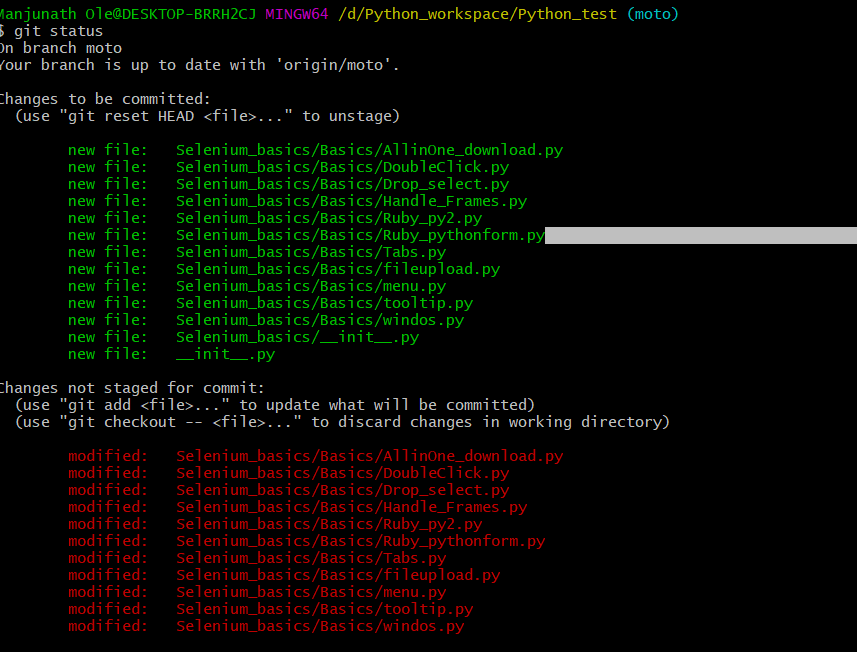 Manjunath Ole@DESKTOP-BRRH2CJ MINGW64 /d/Python_workspace/Python_test (moto)
$ git status
On branch moto
Your branch is up to date with 'origin/moto'.

Changes to be committed:
  (use "git reset HEAD <file>..." to unstage)

        new file:   Selenium_basics/Basics/AllinOne_download.py
        new file:   Selenium_basics/Basics/DoubleClick.py
        new file:   Selenium_basics/Basics/Drop_select.py
        new file:   Selenium_basics/Basics/Handle_Frames.py
        new file:   Selenium_basics/Basics/Ruby_py2.py
        new file:   Selenium_basics/Basics/Ruby_pythonform.py
        new file:   Selenium_basics/Basics/Tabs.py
        new file:   Selenium_basics/Basics/fileupload.py
        new file:   Selenium_basics/Basics/menu.py
        new file:   Selenium_basics/Basics/tooltip.py
        new file:   Selenium_basics/Basics/windos.py
        new file:   Selenium_basics/__init__.py
        new file:   __init__.py

Changes not staged for commit:
  (use "git add <file>..." to update what will be committed)
  (use "git checkout -- <file>..." to discard changes in working directory)

        modified:   Selenium_basics/Basics/AllinOne_download.py
        modified:   Selenium_basics/Basics/DoubleClick.py
        modified:   Selenium_basics/Basics/Drop_select.py
        modified:   Selenium_basics/Basics/Handle_Frames.py
        modified:   Selenium_basics/Basics/Ruby_py2.py
        modified:   Selenium_basics/Basics/Ruby_pythonform.py
        modified:   Selenium_basics/Basics/Tabs.py
        modified:   Selenium_basics/Basics/fileupload.py
        modified:   Selenium_basics/Basics/menu.py
        modified:   Selenium_basics/Basics/tooltip.py
        modified:   Selenium_basics/Basics/windos.py